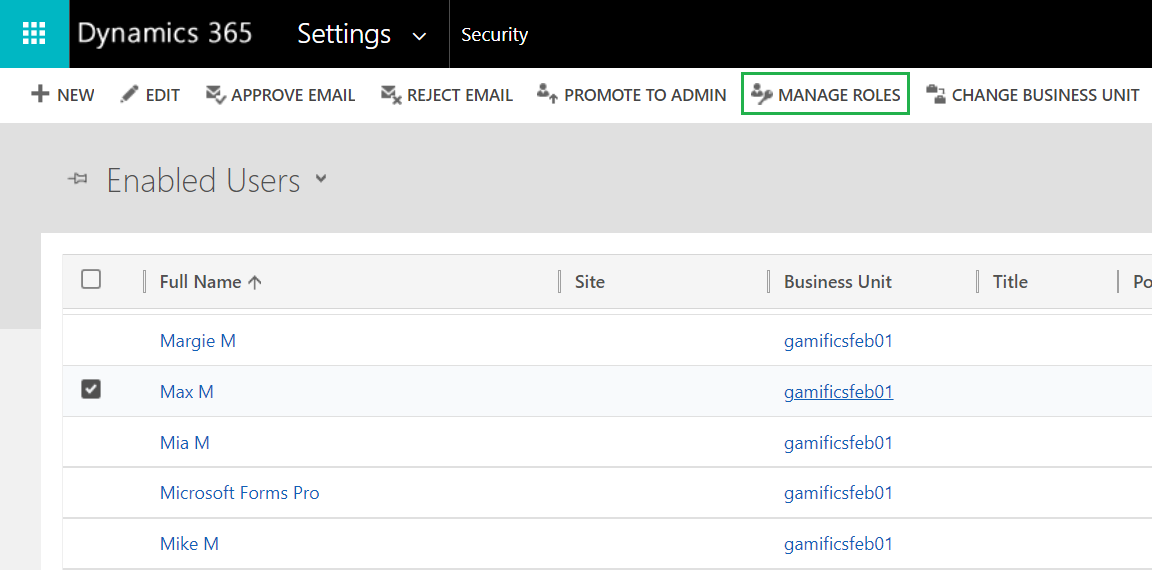 Dynamics 365 Settings Security
NEW EDIT APPROVE EMAIL REJECT EMAIL PROMOTE TO ADMIN MANAGE ROLES CHANGE BUSINESS UNIT
Enabled Users
Full Name Site Business Unit Title Po
Margie M gamificsfeb01
Max M gamificsfeb01
Mia M gamificsfeb01
Microsoft Forms Pro gamificsfeb01
Mike M gamificsfeb01